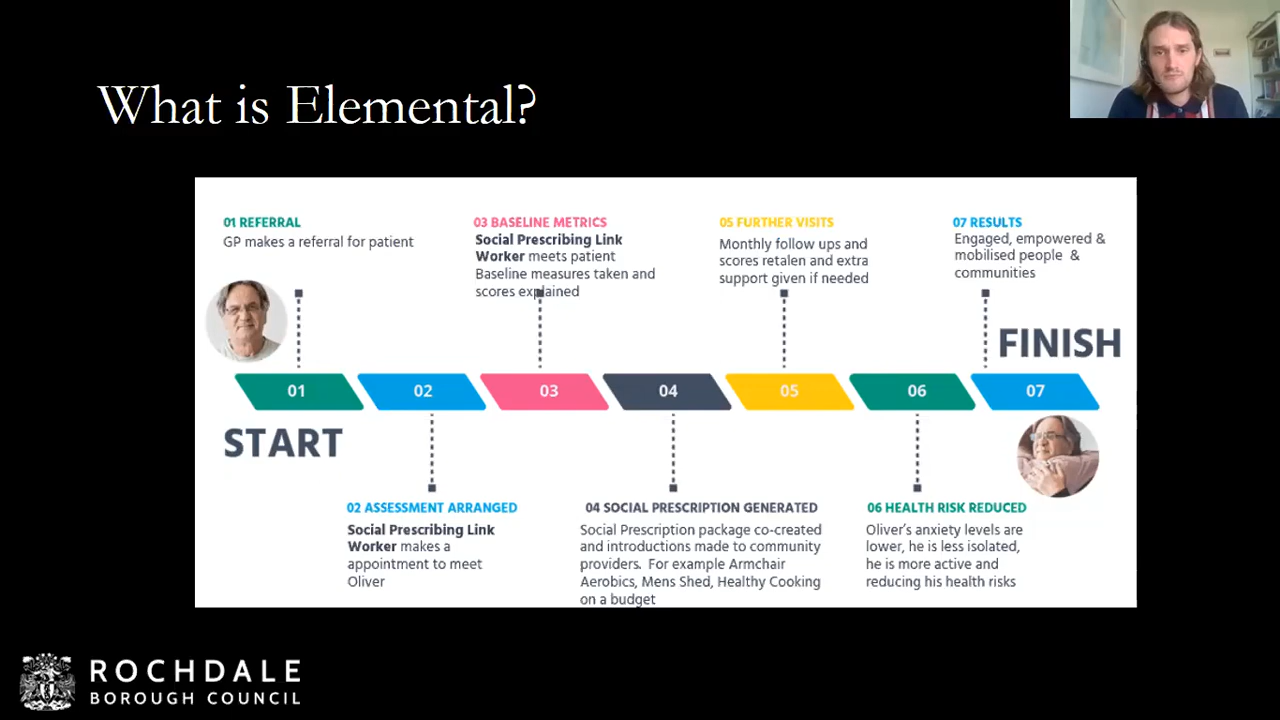 What is Elemental?
01 REFERRAL
GP makes a referral for patient
03 BASELINE METRICS
Social Prescribing Link
Worker meets patient
Baseline measures taken and
scores explained
05 FURTHER VISITS
Monthly follow ups and
scores retalen and extra
support given if needed
07 RESULTS
Engaged, empowered &
mobilised people &
communities
FINISH
01
02
03
04
05
06
07
START
02 ASSESSMENT ARRANGED
Social Prescribing Link
Worker makes a
appointment to meet
Oliver
04 SOCIAL PRESCRIPTION GENERATED
Social Prescription package co-created
and introductions made to community
providers. For example Armchair
Aerobics, Mens Shed, Healthy Cooking
on a budget
06 HEALTH RISK REDUCED
Oliver's anxiety levels are
lower, he is less isolated,
he is more active and
reducing his health risks
ROCHDALE
BOROUGH COUNCIL